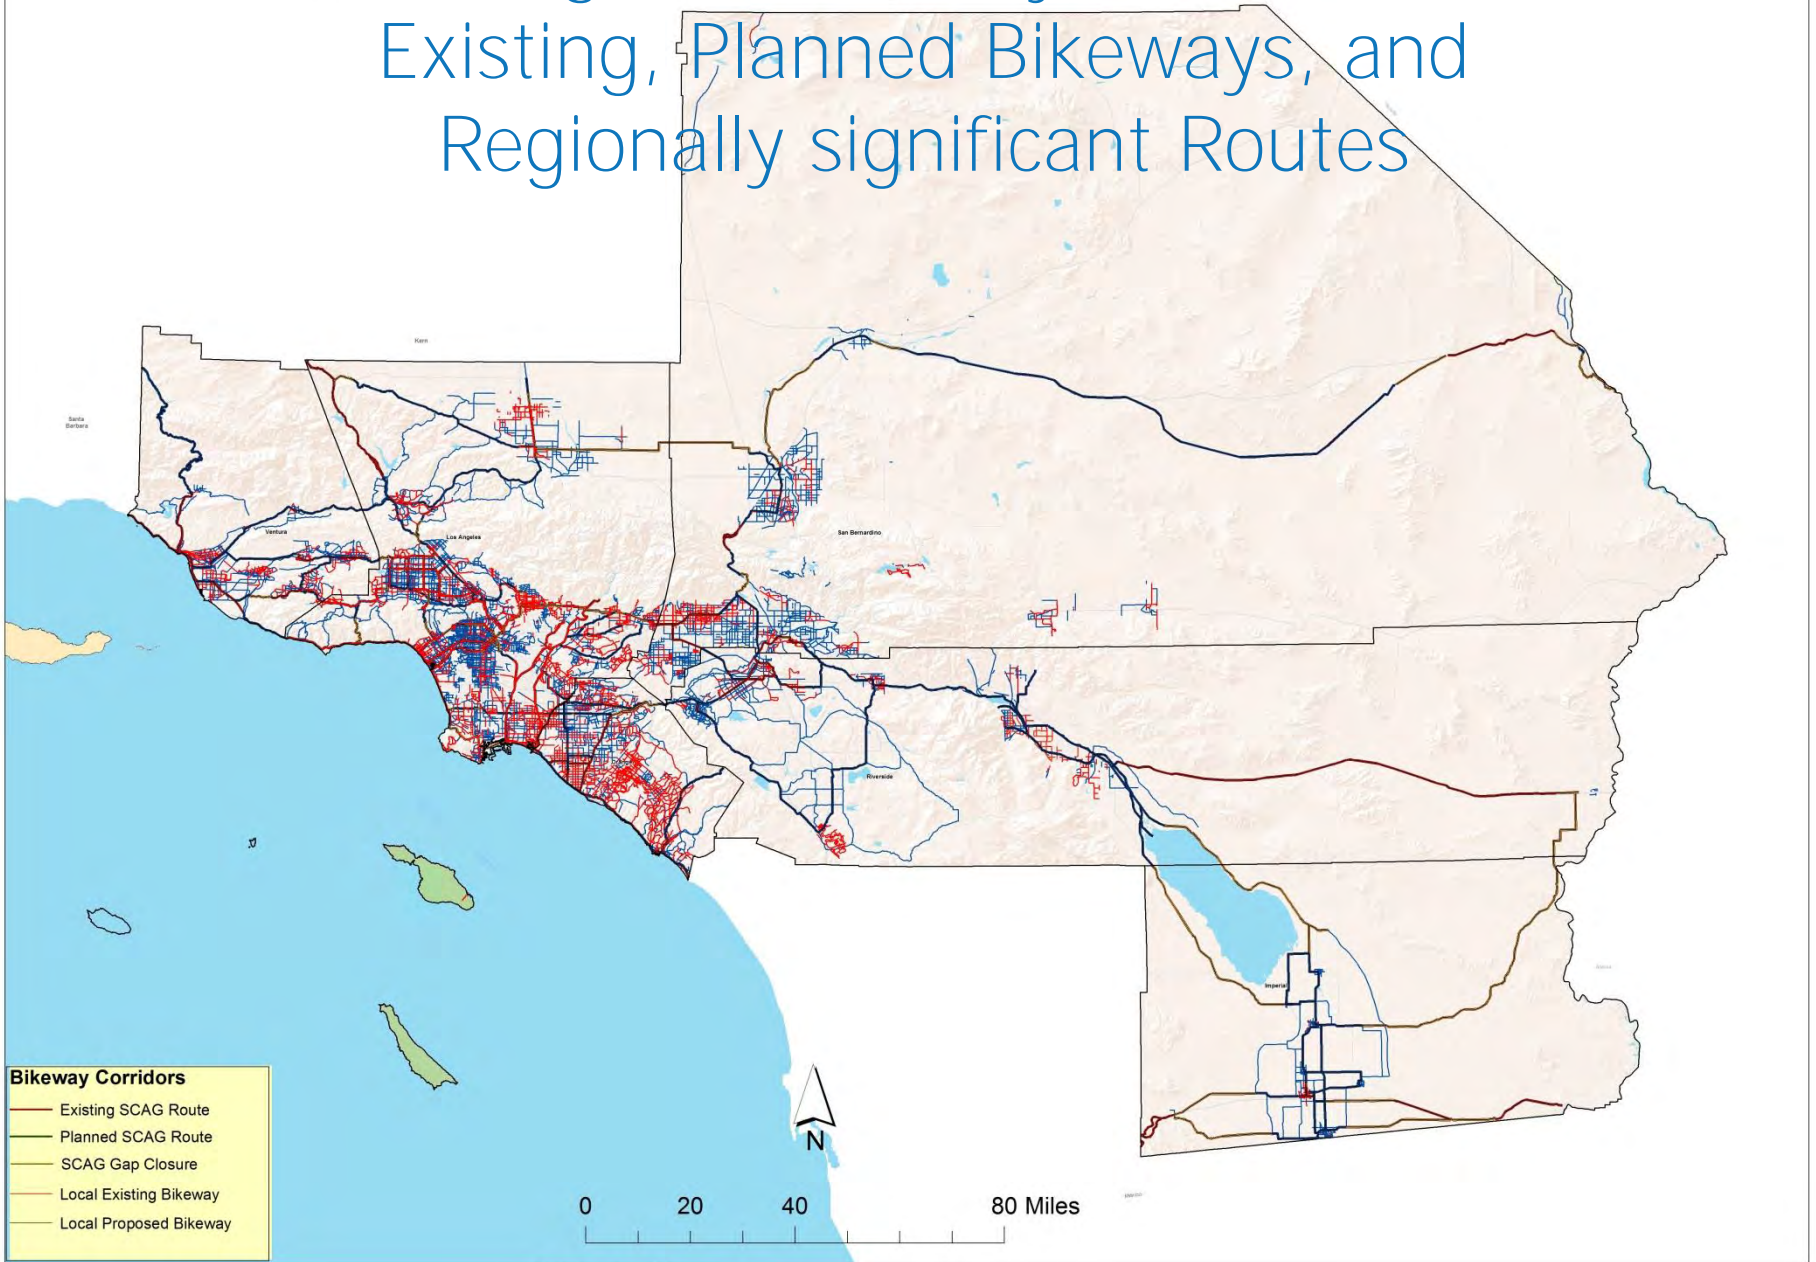 Existing, Planned Bikeways, and
Regionally significant Routes
Kern
Santa
Barbara
Ventura
Los Angeles
San Bernardino
Riverside
Imperial
Bikeway Corridors
Existing SCAG Route
Planned SCAG Route
SCAG Gap Closure
Local Existing Bikeway
Local Proposed Bikeway
N
0 20 40 80 Miles